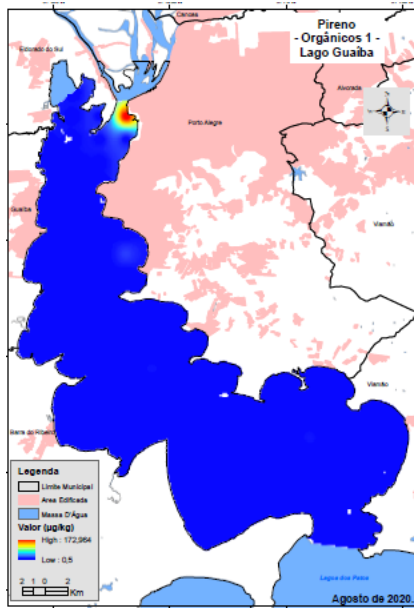 Pireno
- Orgânicos 1 -
Lago Guaíba
Canoas
Eldorado do Sul
Alvorada
Porto Alegre
Guaíba
Viamão
Viamão
Barra do Ribeiro
Legenda
Limite Municipal
Area Edificada
Massa D'Água
Valor (µg/kg)
High : 172,964
Low : 0,5
2 1 0 2
Km
Lagoa dos Patos
Agosto de 2020.